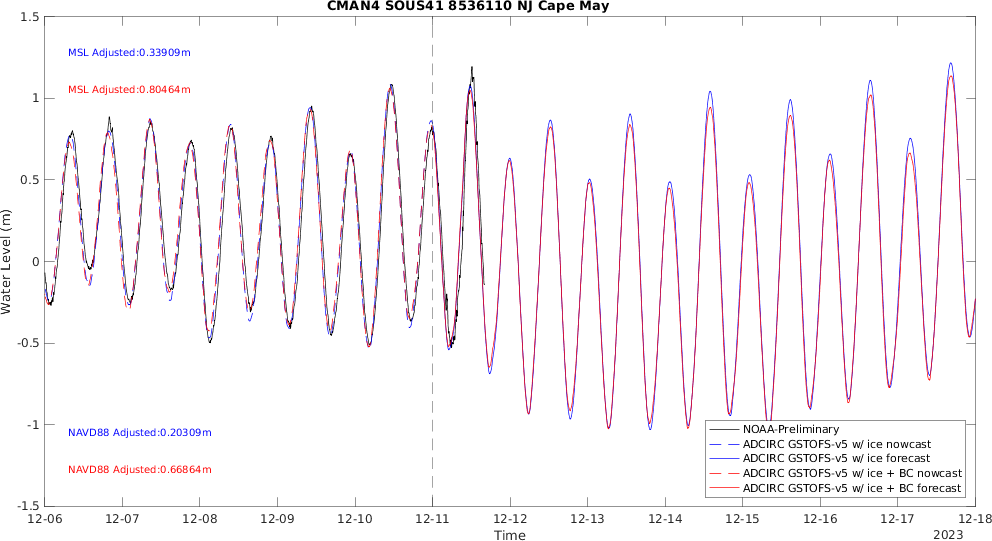 CMAN4 SOUS41 8536110 NJ Cape May
1.5
1
0.5
0
-0.5
-1
-1.5
Water Level (m)
MSL Adjusted:0.33909m
MSL Adjusted:0.80464m
NAVD88 Adjusted:0.20309m
NAVD88 Adjusted:0.66864m
NOAA-Preliminary
ADCIRC GSTOFS-v5 w/ ice nowcast
ADCIRC GSTOFS-v5 w/ ice forecast
ADCIRC GSTOFS-v5 w/ ice + BC nowcast
ADCIRC GSTOFS-v5 w/ ice + BC forecast
12-06 12-07 12-08 12-09 12-10 12-11 12-12 12-13 12-14 12-15 12-16 12-17 12-18
Time
2023